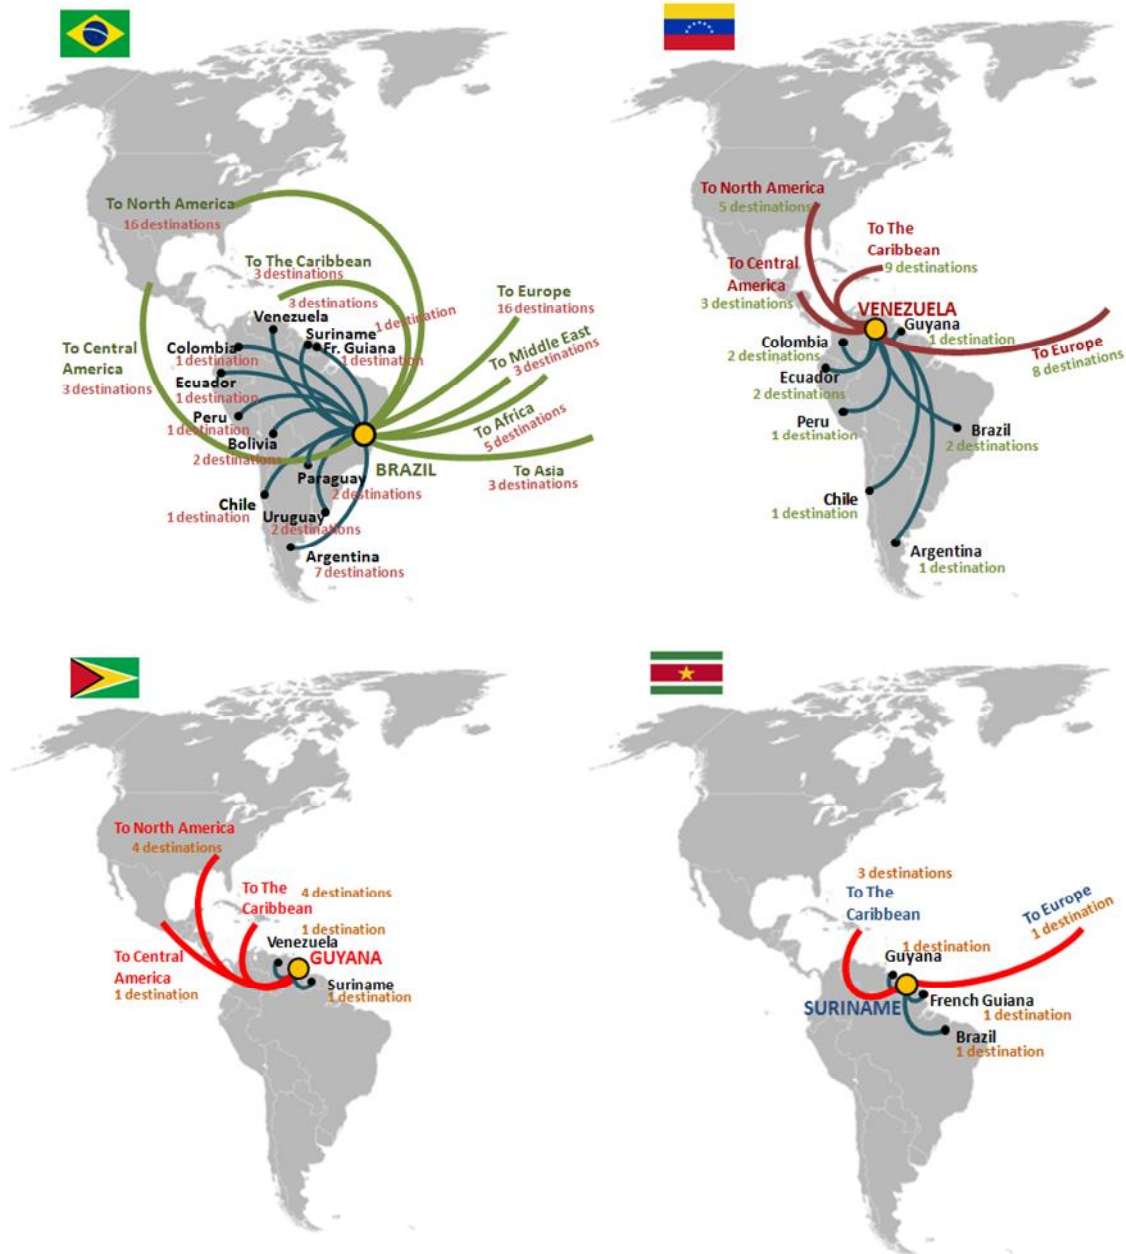 To North America
16 destinations
To The Caribbean
3 destinations
3 destinations
Venezuela
1 destination
Suriname
Fr. Guiana
1 destination
Colombia
1 destination
Ecuador
1 destination
Peru
1 destination
Bolivia
2 destinations
To Central
America
3 destinations
To Europe
16 destinations
To Middle East
3 destinations
To Africa
5 destinations
To Asia
3 destinations
BRAZIL
Paraguay
2 destinations
Chile
1 destination
Uruguay
2 destinations
Argentina
7 destinations
To North America
5 destinations
To The
Caribbean
9 destinations
To Central
America
3 destinations
VENEZUELA
Guyana
1 destination
Colombia
2 destinations
Ecuador
2 destinations
To Europe
8 destinations
Peru
1 destination
Brazil
2 destinations
Chile
1 destination
Argentina
1 destination
To North America
4 destinations
To The
Caribbean
4 destinations
1 destination
Venezuela
GUYANA
To Central
America
1 destination
Suriname
1 destination
3 destinations
To The
Caribbean
To Europe
1 destination
1 destination
Guyana
SURINAME
French Guiana
1 destination
Brazil
1 destination